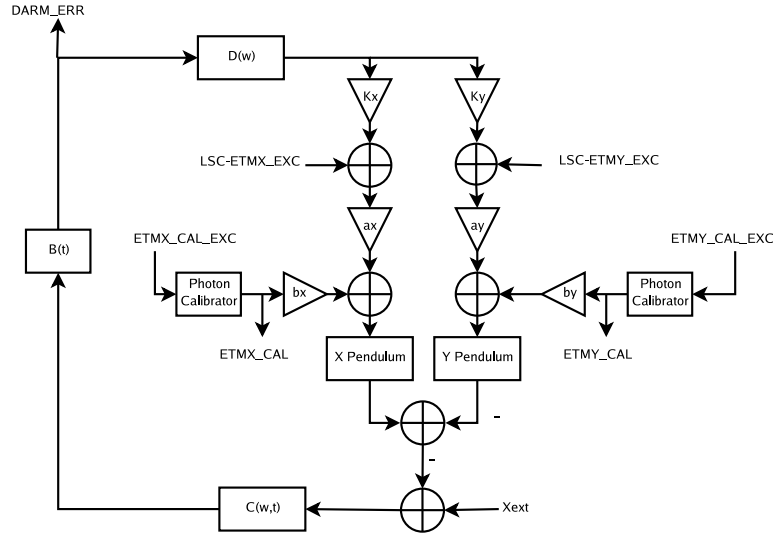 DARM_ERR
D(w)
Kx
Ky
LSC-ETMX_EXC
LSC-ETMY_EXC
ax
ay
ETMX_CAL_EXC
ETMY_CAL_EXC
B(t)
Photon
Calibrator
bx
by
Photon
Calibrator
ETMX_CAL
X Pendulum
Y Pendulum
ETMY_CAL
-
-
C(w,t)
Xext